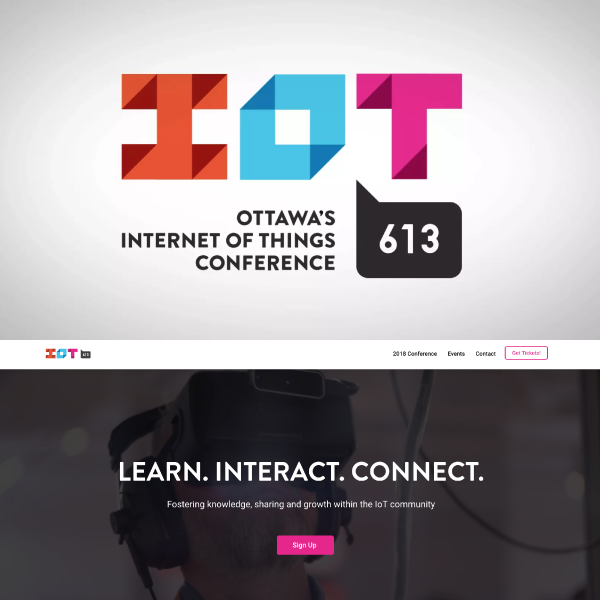 IOT
OTTAWA'S
INTERNET OF THINGS
CONFERENCE
613
IOT 613
2018 Conference Events Contact Get Tickets!
LEARN. INTERACT. CONNECT.
Fostering knowledge, sharing and growth within the IoT community
Sign Up